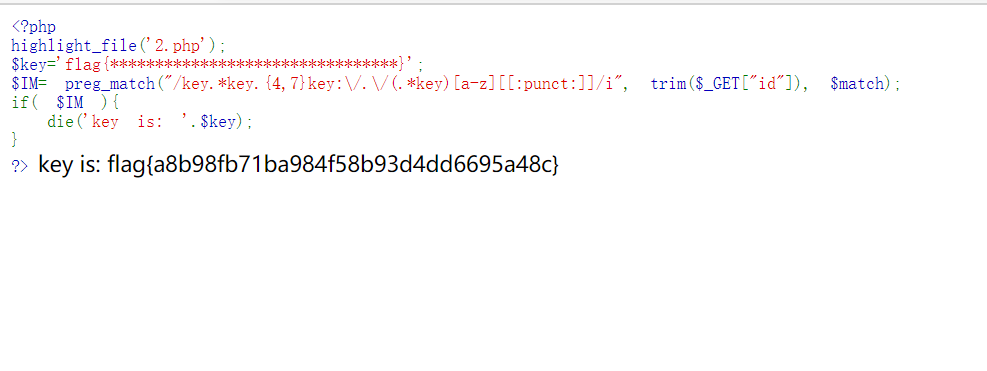 <?php
highlight_file('2.php');
$key='flag{********************************}';
$IM=  preg_match("/key.*key.{4,7}key:\/.\/(.*key)[a-z][[:punct:]]/i",  trim($_GET["id"]),  $match);
if(  $IM  ){
    die('key  is:  '.$key);
}
?> key is: flag{a8b98fb71ba984f58b93d4dd6695a48c}